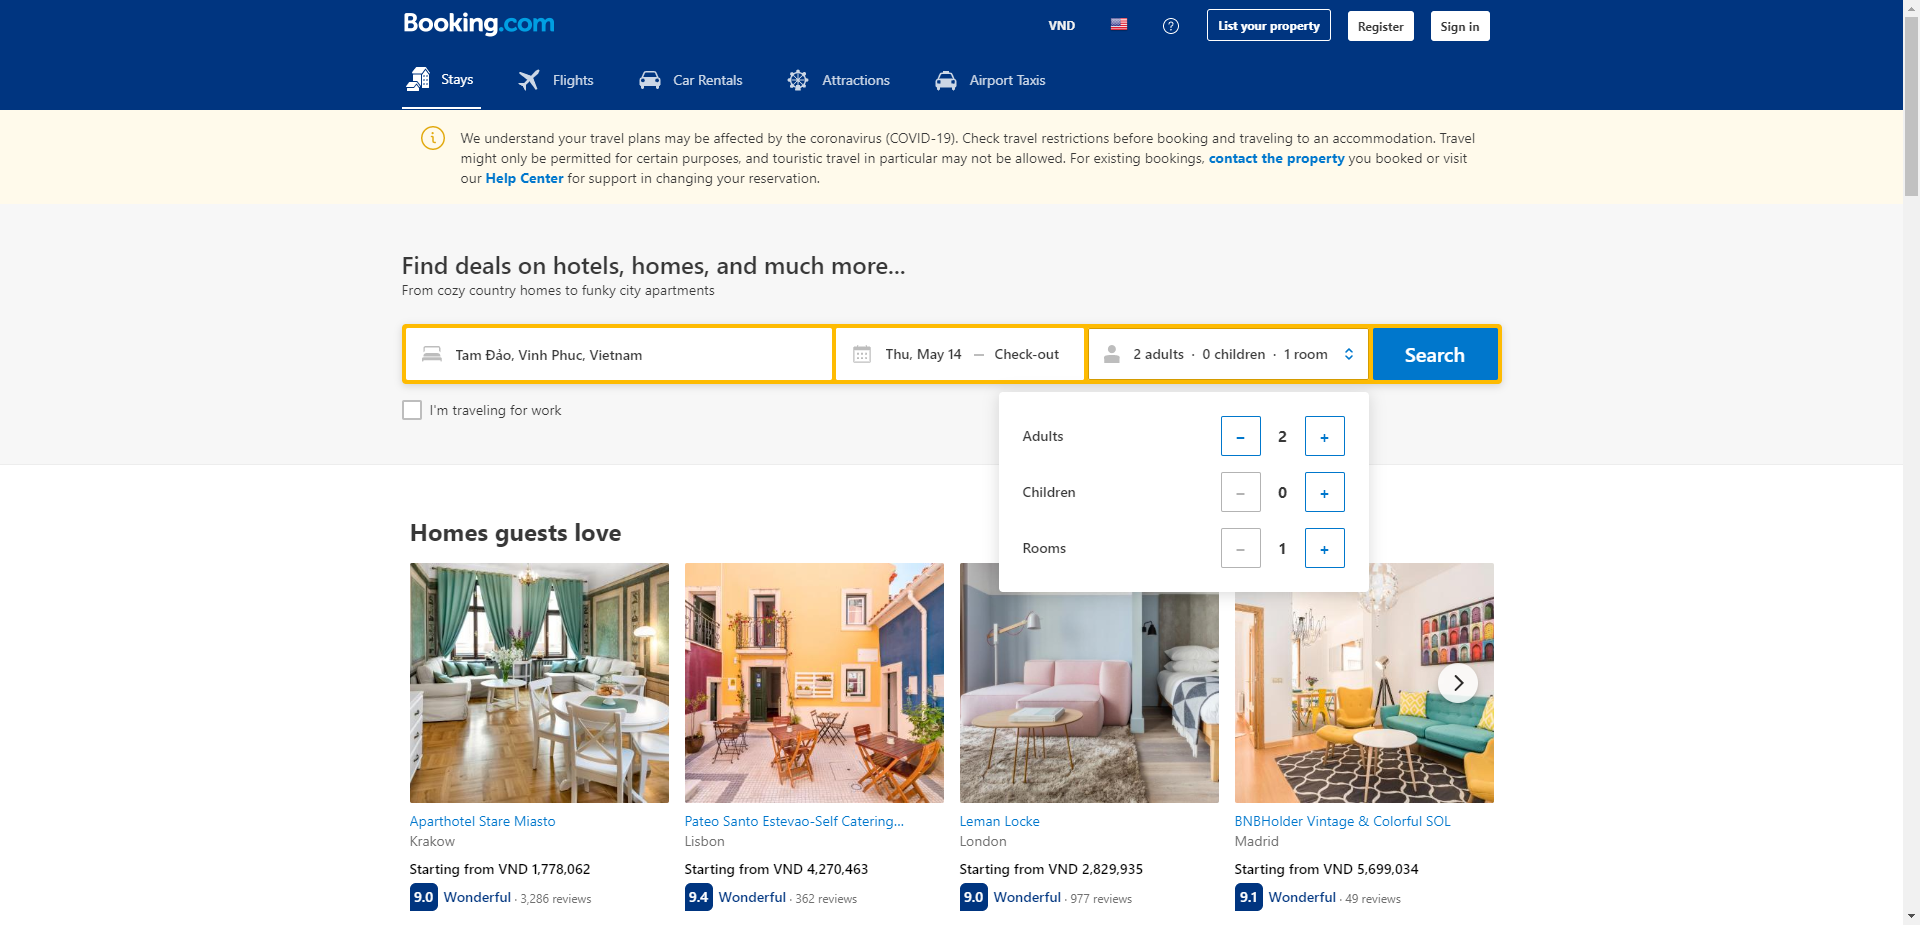 Booking.com
VND
List your property
Register
Sign in
Stays
Flights
Car Rentals
Attractions
Airport Taxis
We understand your travel plans may be affected by the coronavirus (COVID-19). Check travel restrictions before booking and traveling to an accommodation. Travel
might only be permitted for certain purposes, and touristic travel in particular may not be allowed. For existing bookings, contact the property you booked or visit
our Help Center for support in changing your reservation.
Find deals on hotels, homes, and much more...
From cozy country homes to funky city apartments
Tam Đảo, Vinh Phuc, Vietnam
Thu, May 14 — Check-out
2 adults · 0 children · 1 room
Search
I'm traveling for work
Adults
− 2 +
Children
− 0 +
Rooms
− 1 +
Homes guests love
Aparthotel Stare Miasto
Krakow
Starting from VND 1,778,062
9.0 Wonderful · 3,286 reviews
Pateo Santo Estevao-Self Catering...
Lisbon
Starting from VND 4,270,463
9.4 Wonderful · 362 reviews
Leman Locke
London
Starting from VND 2,829,935
9.0 Wonderful · 977 reviews
BNBHolder Vintage & Colorful SOL
Madrid
Starting from VND 5,699,034
9.1 Wonderful · 49 reviews